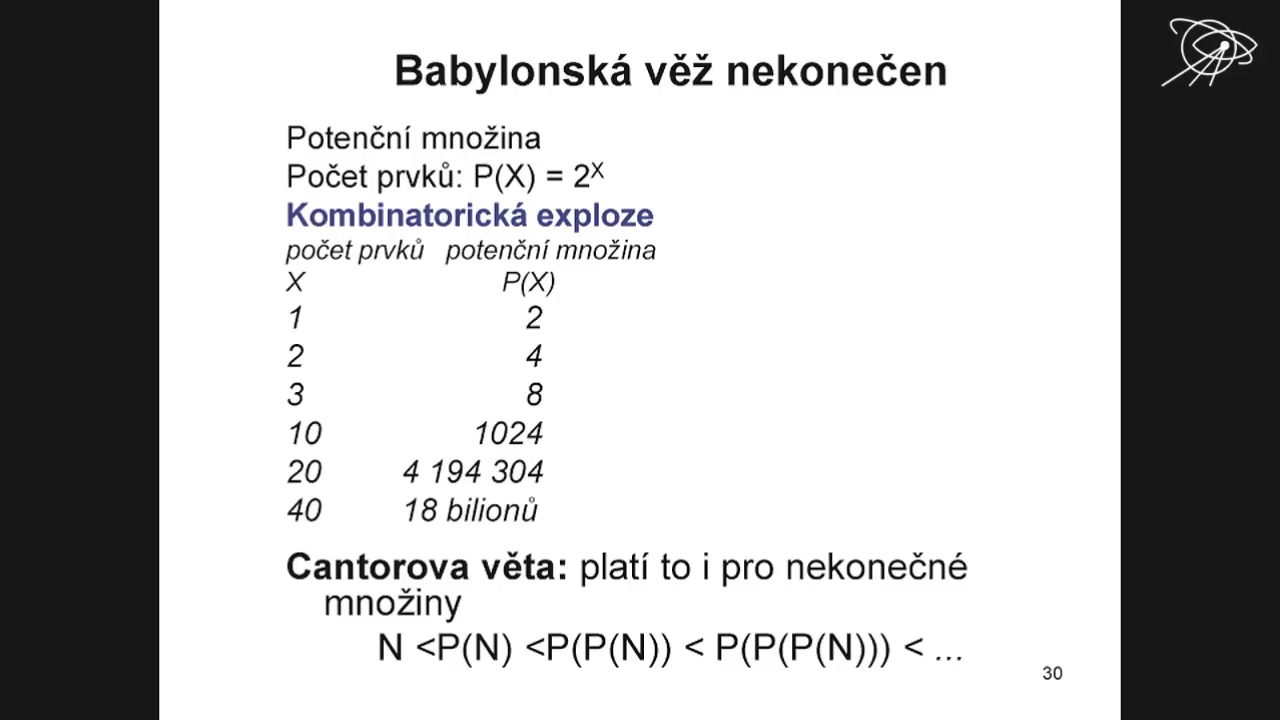 Babylonská věž nekonečen
Potenční množina
Počet prvků: P(X) = 2ˣ
Kombinatorická exploze
počet prvků potenční množina
X P(X)
1 2
2 4
3 8
10 1024
20 4 194 304
40 18 bilionů
Cantorova věta: platí to i pro nekonečné
množiny
N <P(N) <P(P(N)) < P(P(P(N))) < ...
30